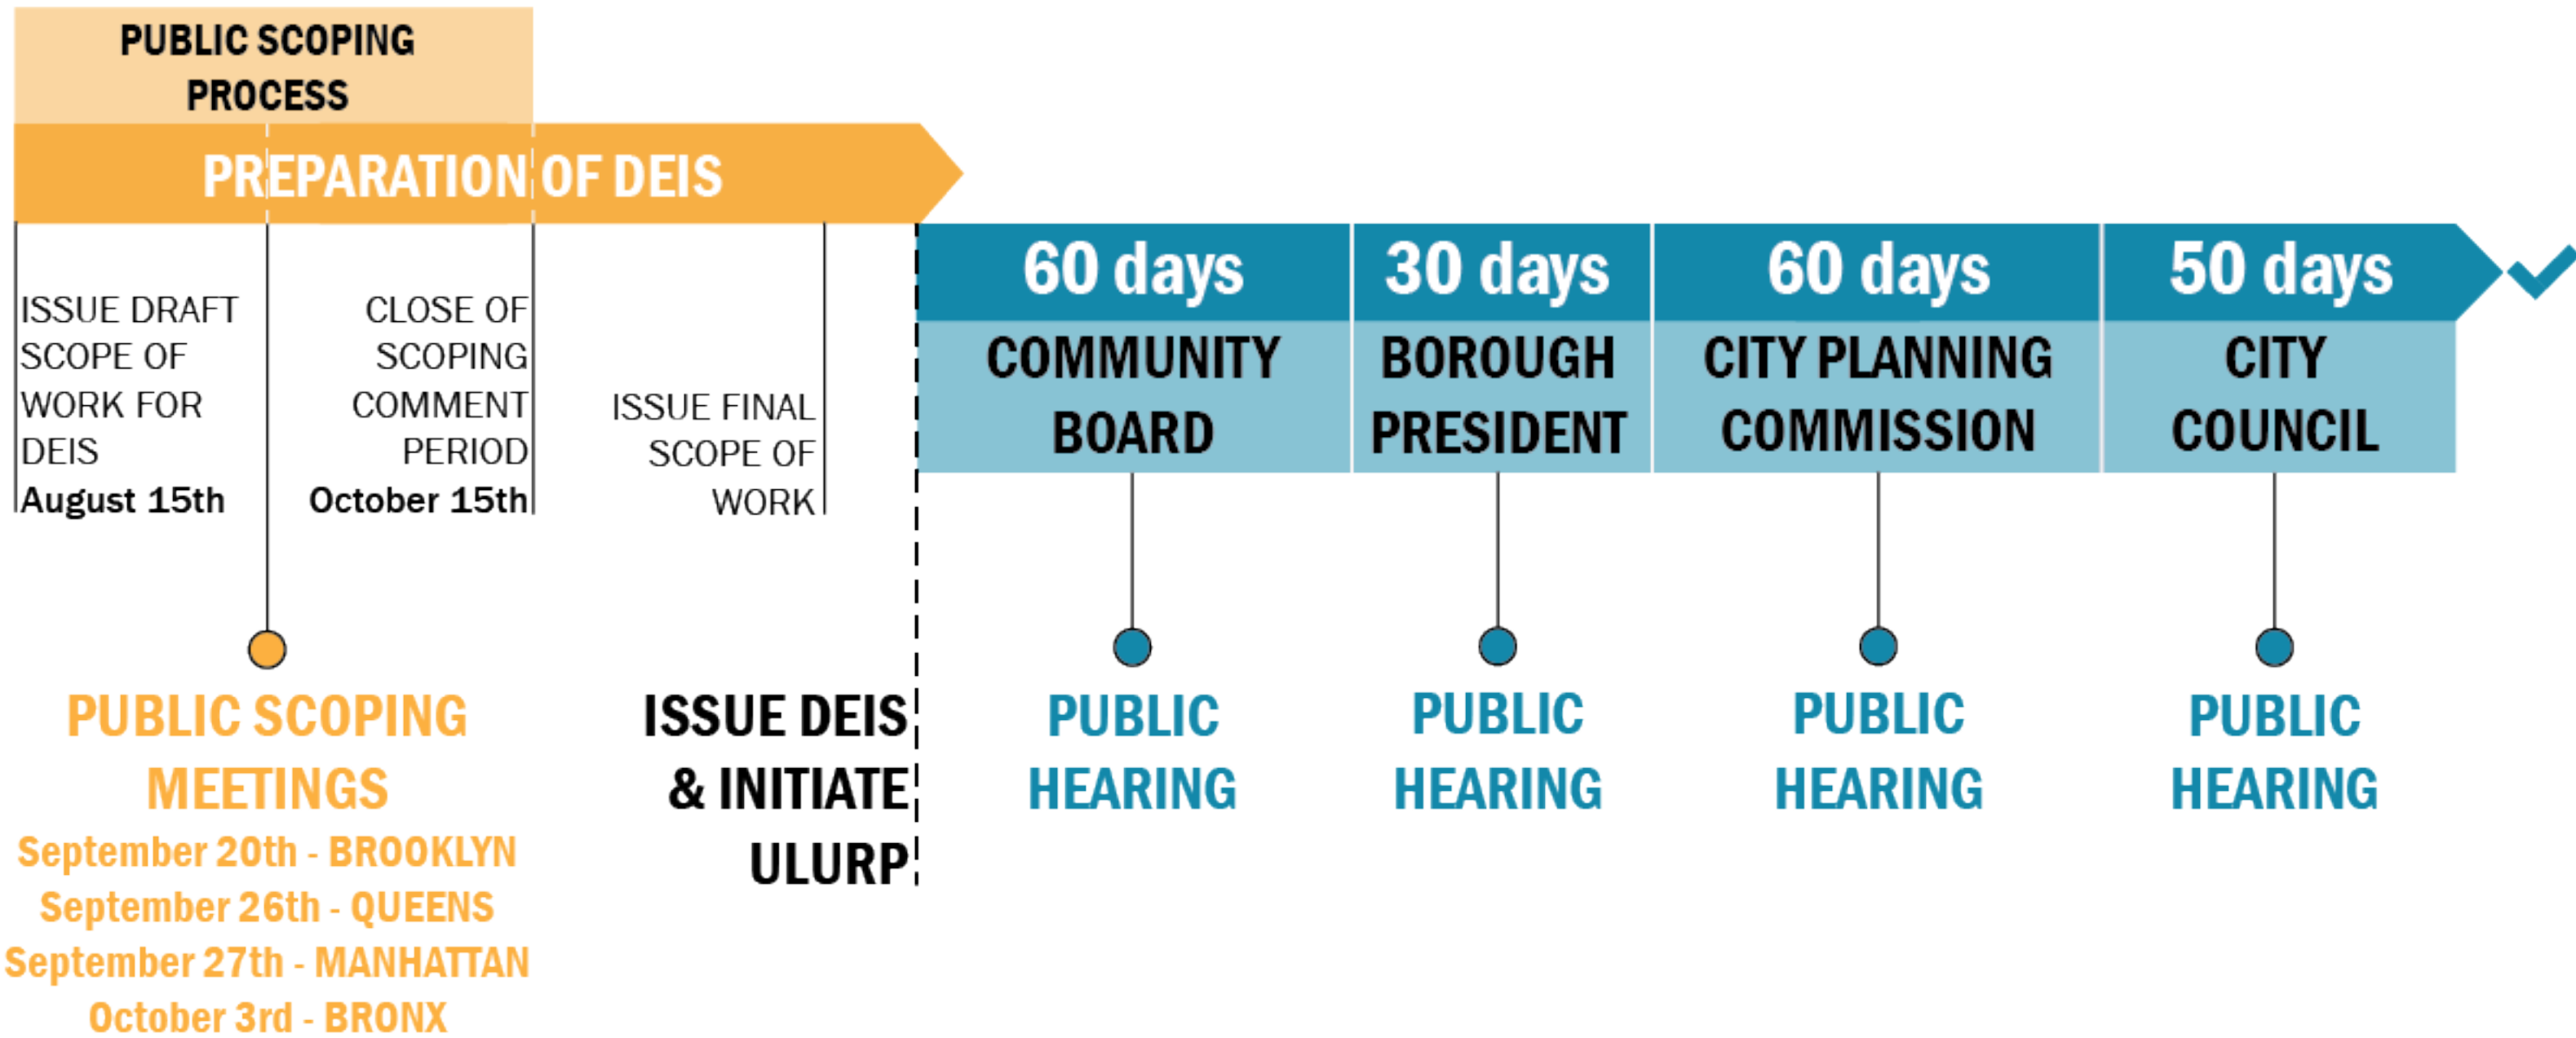 PUBLIC SCOPING
PROCESS
PREPARATION OF DEIS
ISSUE DRAFT
SCOPE OF
WORK FOR
DEIS
August 15th
CLOSE OF
SCOPING
COMMENT
PERIOD
October 15th
ISSUE FINAL
SCOPE OF
WORK
PUBLIC SCOPING
MEETINGS
September 20th - BROOKLYN
September 26th - QUEENS
September 27th - MANHATTAN
October 3rd - BRONX
ISSUE DEIS
& INITIATE
ULURP
60 days
COMMUNITY
BOARD
PUBLIC
HEARING
30 days
BOROUGH
PRESIDENT
PUBLIC
HEARING
60 days
CITY PLANNING
COMMISSION
PUBLIC
HEARING
50 days
CITY
COUNCIL
PUBLIC
HEARING